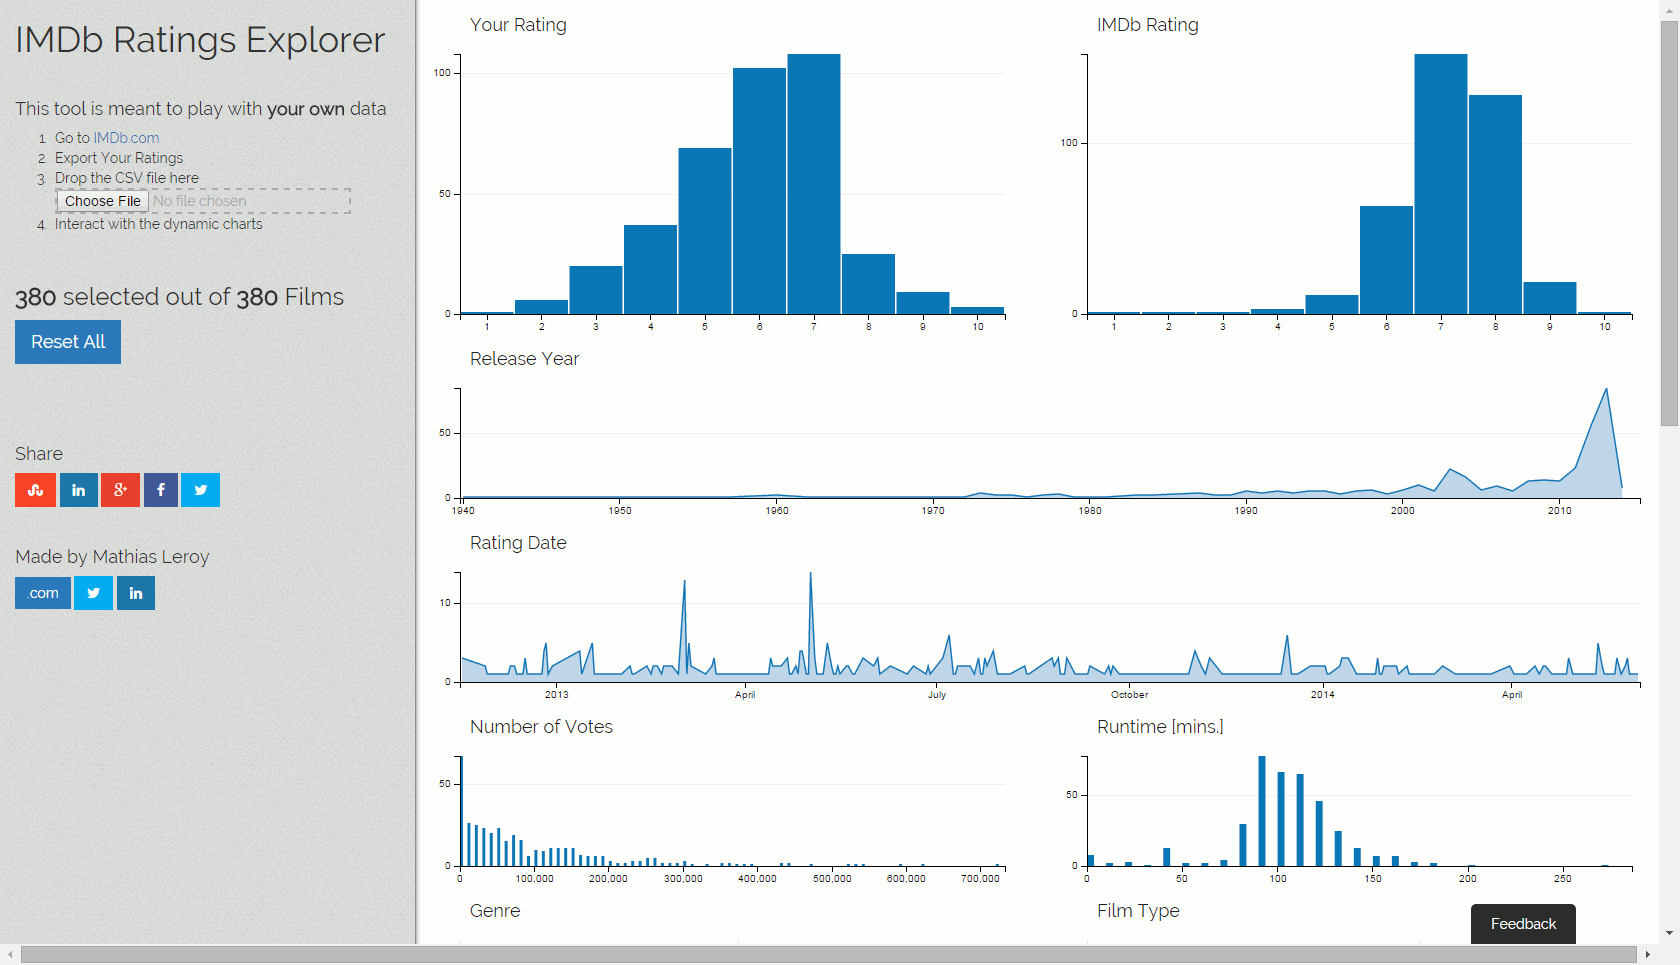 IMDb Ratings Explorer
This tool is meant to play with your own data
1. Go to IMDb.com
2. Export Your Ratings
3. Drop the CSV file here
Choose File No file chosen
4. Interact with the dynamic charts
380 selected out of 380 Films
Reset All
Share
in
g+
f
Made by Mathias Leroy
.com
in
Your Rating
100
50
0
1 2 3 4 5 6 7 8 9 10
IMDb Rating
100
0
1 2 3 4 5 6 7 8 9 10
Release Year
50
0
1940 1950 1960 1970 1980 1990 2000 2010
Rating Date
10
0
2013 April July October 2014 April
Number of Votes
50
0
0 100,000 200,000 300,000 400,000 500,000 600,000 700,000
Runtime [mins.]
50
0
0 50 100 150 200 250
Genre
Film Type
Feedback